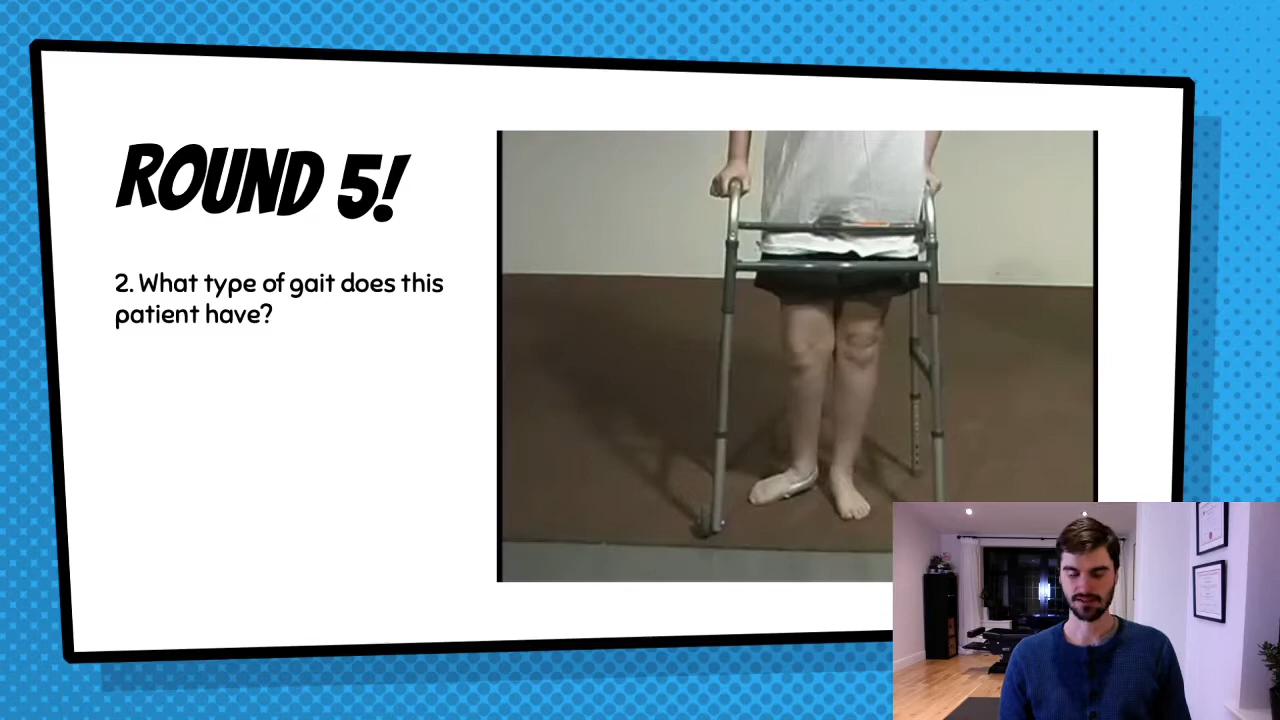 ROUND 5!
2. What type of gait does this
patient have?